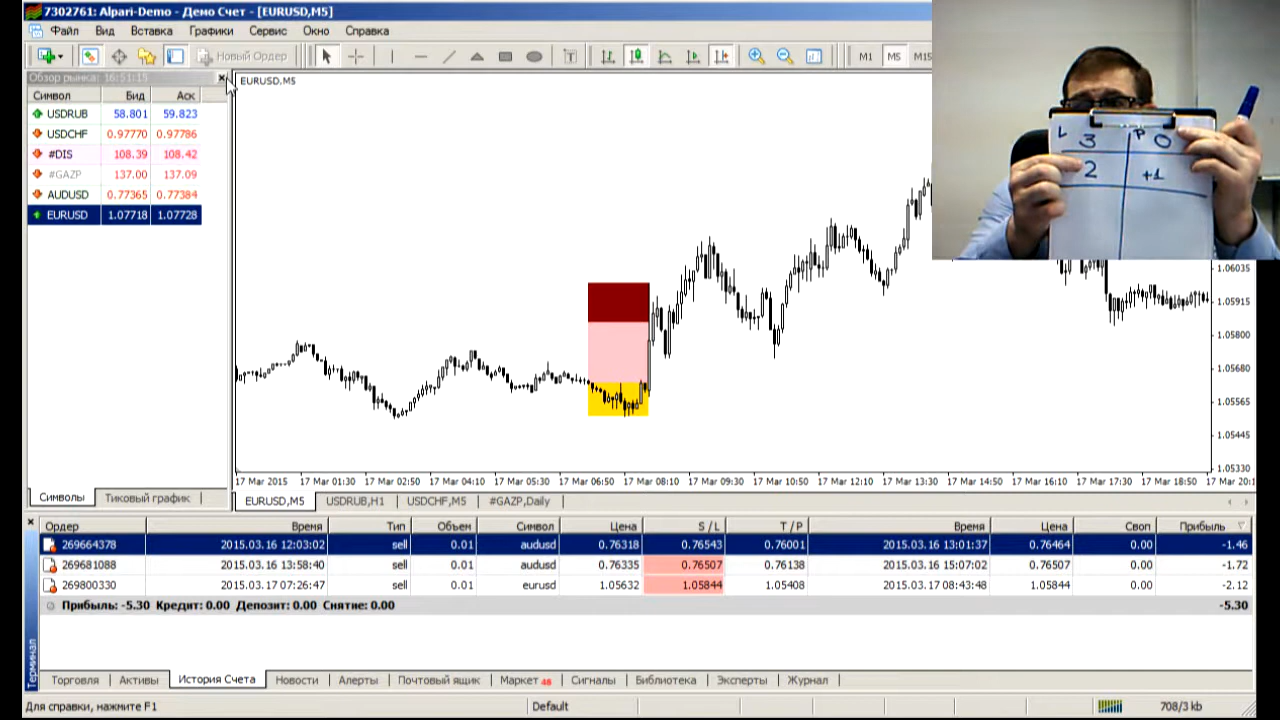 7302761: Alpari-Demo - Демо Счет - [EURUSD,M5]
Файл Вид Вставка Графики Сервис Окно Справка
Новый Ордер M1 M5 M15
Обзор рынка: 16:51:15
EURUSD,M5
Символ Бид Аск
USDRUB 58.801 59.823
USDCHF 0.97770 0.97786
#DIS 108.39 108.42
#GAZP 137.00 137.09
AUDUSD 0.77365 0.77384
EURUSD 1.07718 1.07728
L 3 P 0
2 +1
1.06035
1.05915
1.05800
1.05680
1.05565
1.05445
1.05330
17 Mar 2015 17 Mar 01:30 17 Mar 02:50 17 Mar 04:10 17 Mar 05:30 17 Mar 06:50 17 Mar 08:10 17 Mar 09:30 17 Mar 10:50 17 Mar 12:10 17 Mar 13:30 17 Mar 14:50 17 Mar 16:10 17 Mar 17:30 17 Mar 18:50 17 Mar 20:1
Символы Тиковый график
EURUSD,M5 USDRUB,H1 USDCHF,M5 #GAZP,Daily
Ордер Время Тип Объем Символ Цена S / L T / P Время Цена Своп Прибыль
269664378 2015.03.16 12:03:02 sell 0.01 audusd 0.76318 0.76543 0.76001 2015.03.16 13:01:37 0.76464 0.00 -1.46
269681088 2015.03.16 13:58:40 sell 0.01 audusd 0.76335 0.76507 0.76138 2015.03.16 15:07:02 0.76507 0.00 -1.72
269800330 2015.03.17 07:26:47 sell 0.01 eurusd 1.05632 1.05844 1.05408 2015.03.17 08:43:48 1.05844 0.00 -2.12
Прибыль: -5.30 Кредит: 0.00 Депозит: 0.00 Снятие: 0.00 -5.30
Терминал
Торговля Активы История Счета Новости Алерты Почтовый ящик Маркет 48 Сигналы Библиотека Эксперты Журнал
Для справки, нажмите F1 Default 708/3 kb